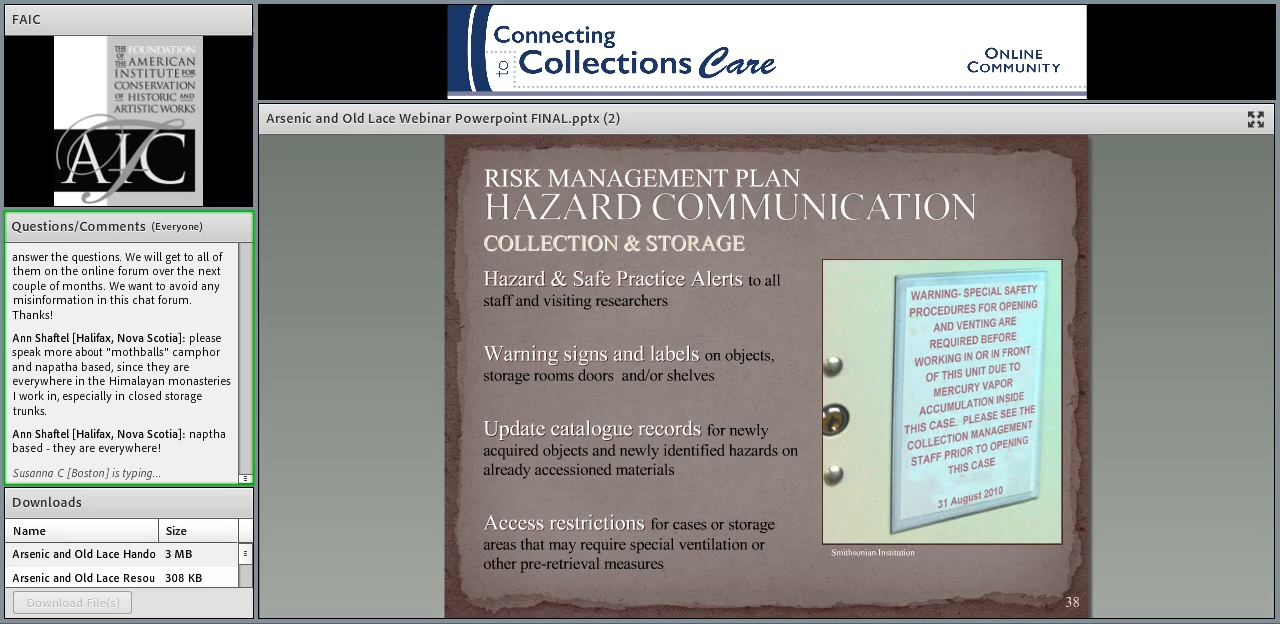 FAIC
THE FOUNDATION
OF THE AMERICAN
INSTITUTE FOR
CONSERVATION
OF HISTORIC AND
ARTISTIC WORKS
FAIC
Questions/Comments (Everyone)
answer the questions. We will get to all of
them on the online forum over the next
couple of months. We want to avoid any
misinformation in this chat forum.
Thanks!
Ann Shaftel [Halifax, Nova Scotia]: please
speak more about "mothballs" camphor
and napatha based, since they are
everywhere in the Himalayan monasteries
I work in, especially in closed storage
trunks.
Ann Shaftel [Halifax, Nova Scotia]: naptha
based - they are everywhere!
Susanna C [Boston] is typing...
Downloads
Name Size
Arsenic and Old Lace Hando 3 MB
Arsenic and Old Lace Resou 308 KB
Download File(s)
Connecting
to Collections Care
ONLINE
COMMUNITY
Arsenic and Old Lace Webinar Powerpoint FINAL.pptx (2)
RISK MANAGEMENT PLAN
HAZARD COMMUNICATION
COLLECTION & STORAGE
Hazard & Safe Practice Alerts to all
staff and visiting researchers
Warning signs and labels on objects,
storage rooms doors and/or shelves
Update catalogue records for newly
acquired objects and newly identified hazards on
already accessioned materials
Access restrictions for cases or storage
areas that may require special ventilation or
other pre-retrieval measures
WARNING- SPECIAL SAFETY
PROCEDURES FOR OPENING
AND VENTING ARE
REQUIRED BEFORE
WORKING IN OR IN FRONT
OF THIS UNIT DUE TO
MERCURY VAPOR
ACCUMULATION INSIDE
THIS CASE. PLEASE SEE THE
COLLECTION MANAGEMENT
STAFF PRIOR TO OPENING
THIS CASE
31 August 2010
Smithsonian Institution
38